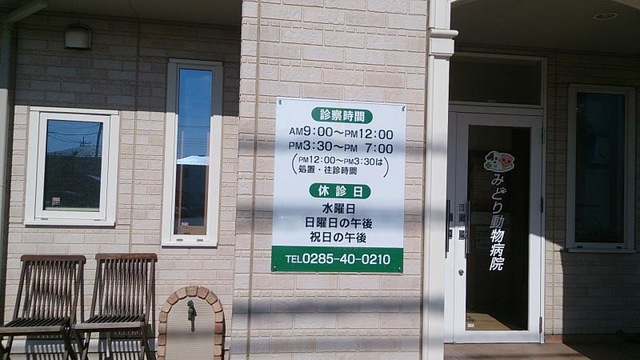 診察時間
AM9:00～PM12:00
PM3:30～PM 7:00
(PM12:00～PM3:30は
処置・往診時間)
休診日
水曜日
日曜日の午後
祝日の午後
TEL0285-40-0210
みどり動物病院